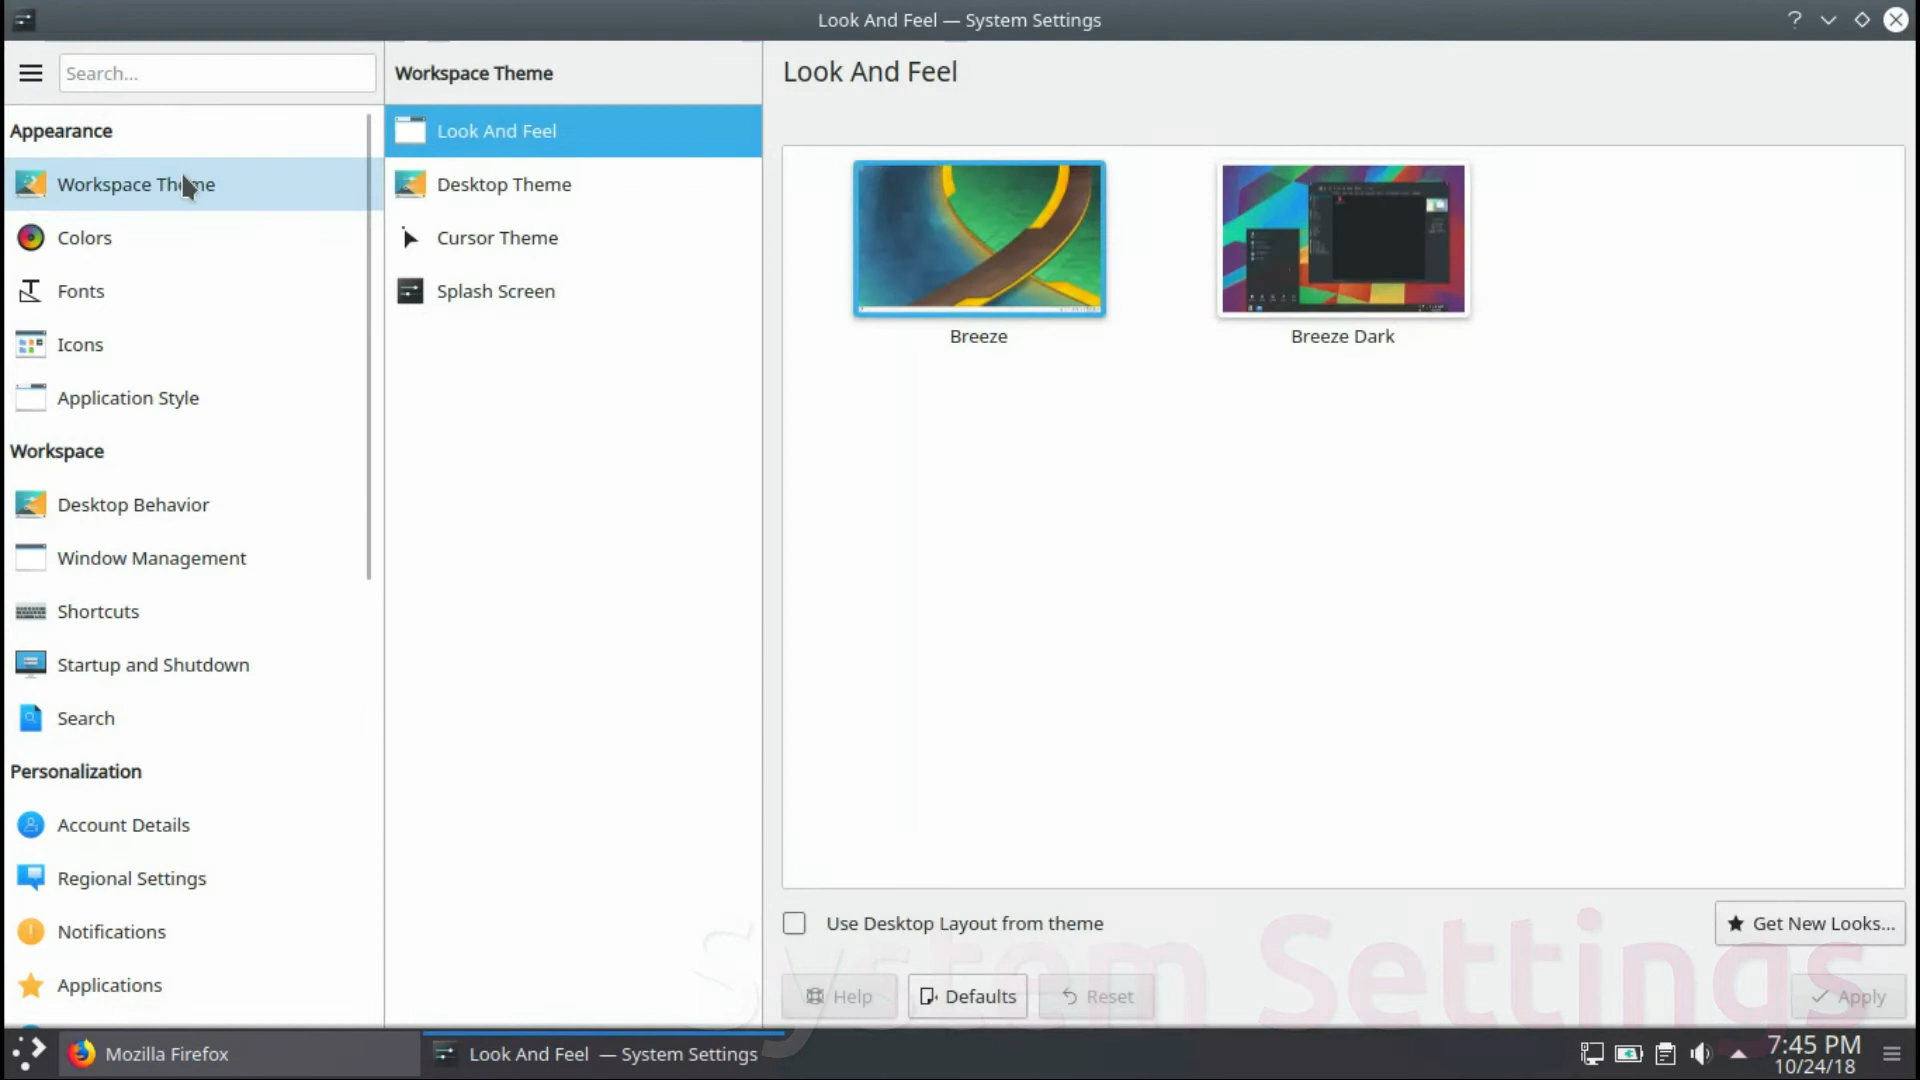 Look And Feel — System Settings
Search...
Appearance
Workspace Theme
Colors
Fonts
Icons
Application Style
Workspace
Desktop Behavior
Window Management
Shortcuts
Startup and Shutdown
Search
Personalization
Account Details
Regional Settings
Notifications
Applications
Workspace Theme
Look And Feel
Desktop Theme
Cursor Theme
Splash Screen
Look And Feel
Breeze
Breeze Dark
Use Desktop Layout from theme
Get New Looks...
System Settings
Help
Defaults
Reset
Apply
Mozilla Firefox
Look And Feel — System Settings
7:45 PM
10/24/18